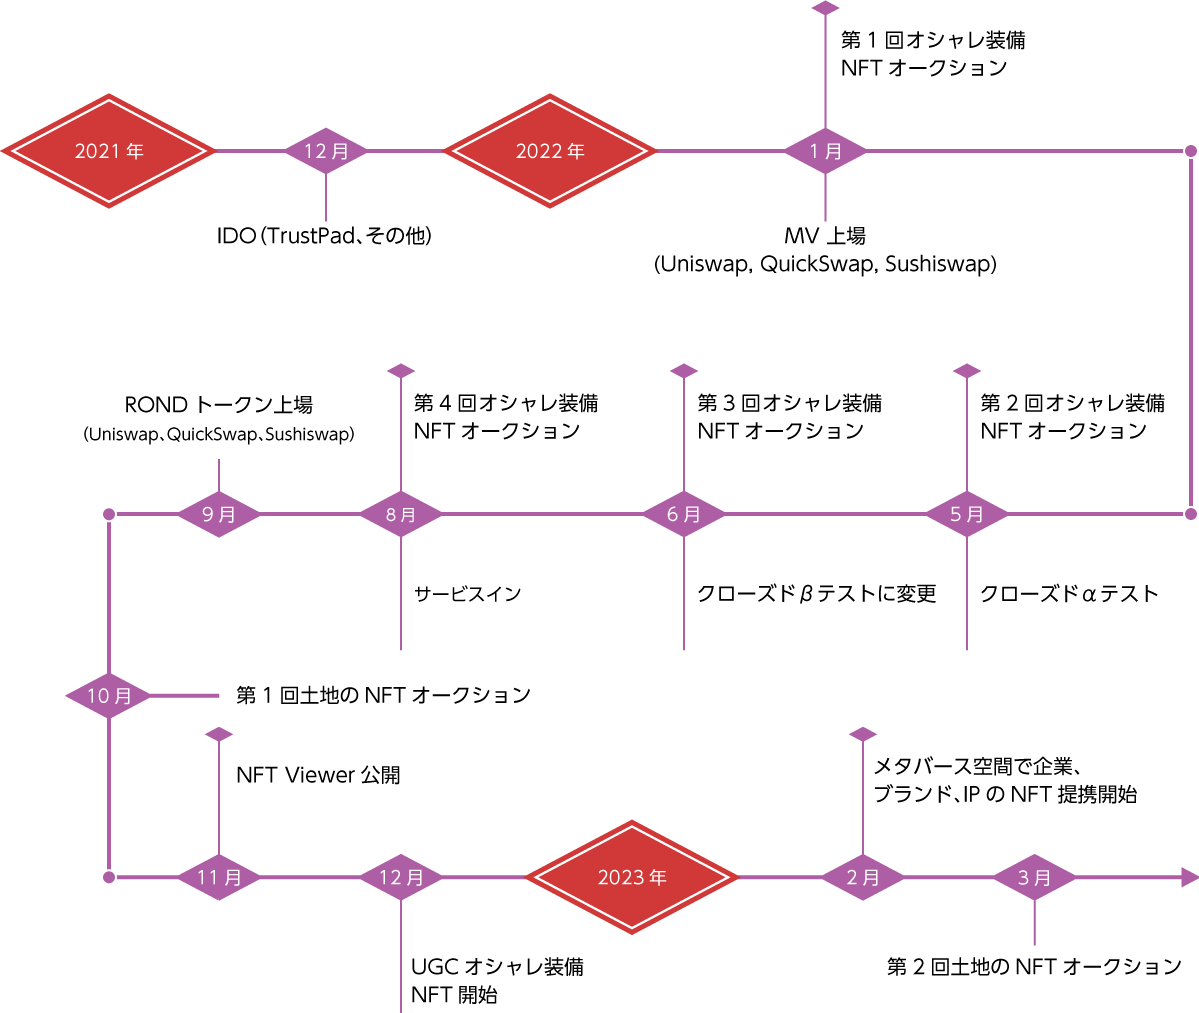 2021 年
12 月
IDO（TrustPad、その他）
2022 年
1 月
第 1 回オシャレ装備
NFT オークション
MV 上場
(Uniswap, QuickSwap, Sushiswap)
5 月
第 2 回オシャレ装備
NFT オークション
クローズドαテスト
6 月
第 3 回オシャレ装備
NFT オークション
クローズドβテストに変更
8 月
第 4 回オシャレ装備
NFT オークション
サービスイン
9 月
ROND トークン上場
（Uniswap、QuickSwap、Sushiswap）
10 月
第 1 回土地の NFT オークション
11 月
NFT Viewer 公開
12 月
UGC オシャレ装備
NFT 開始
2023 年
2 月
メタバース空間で企業、
ブランド、IP の NFT 提携開始
3 月
第 2 回土地の NFT オークション